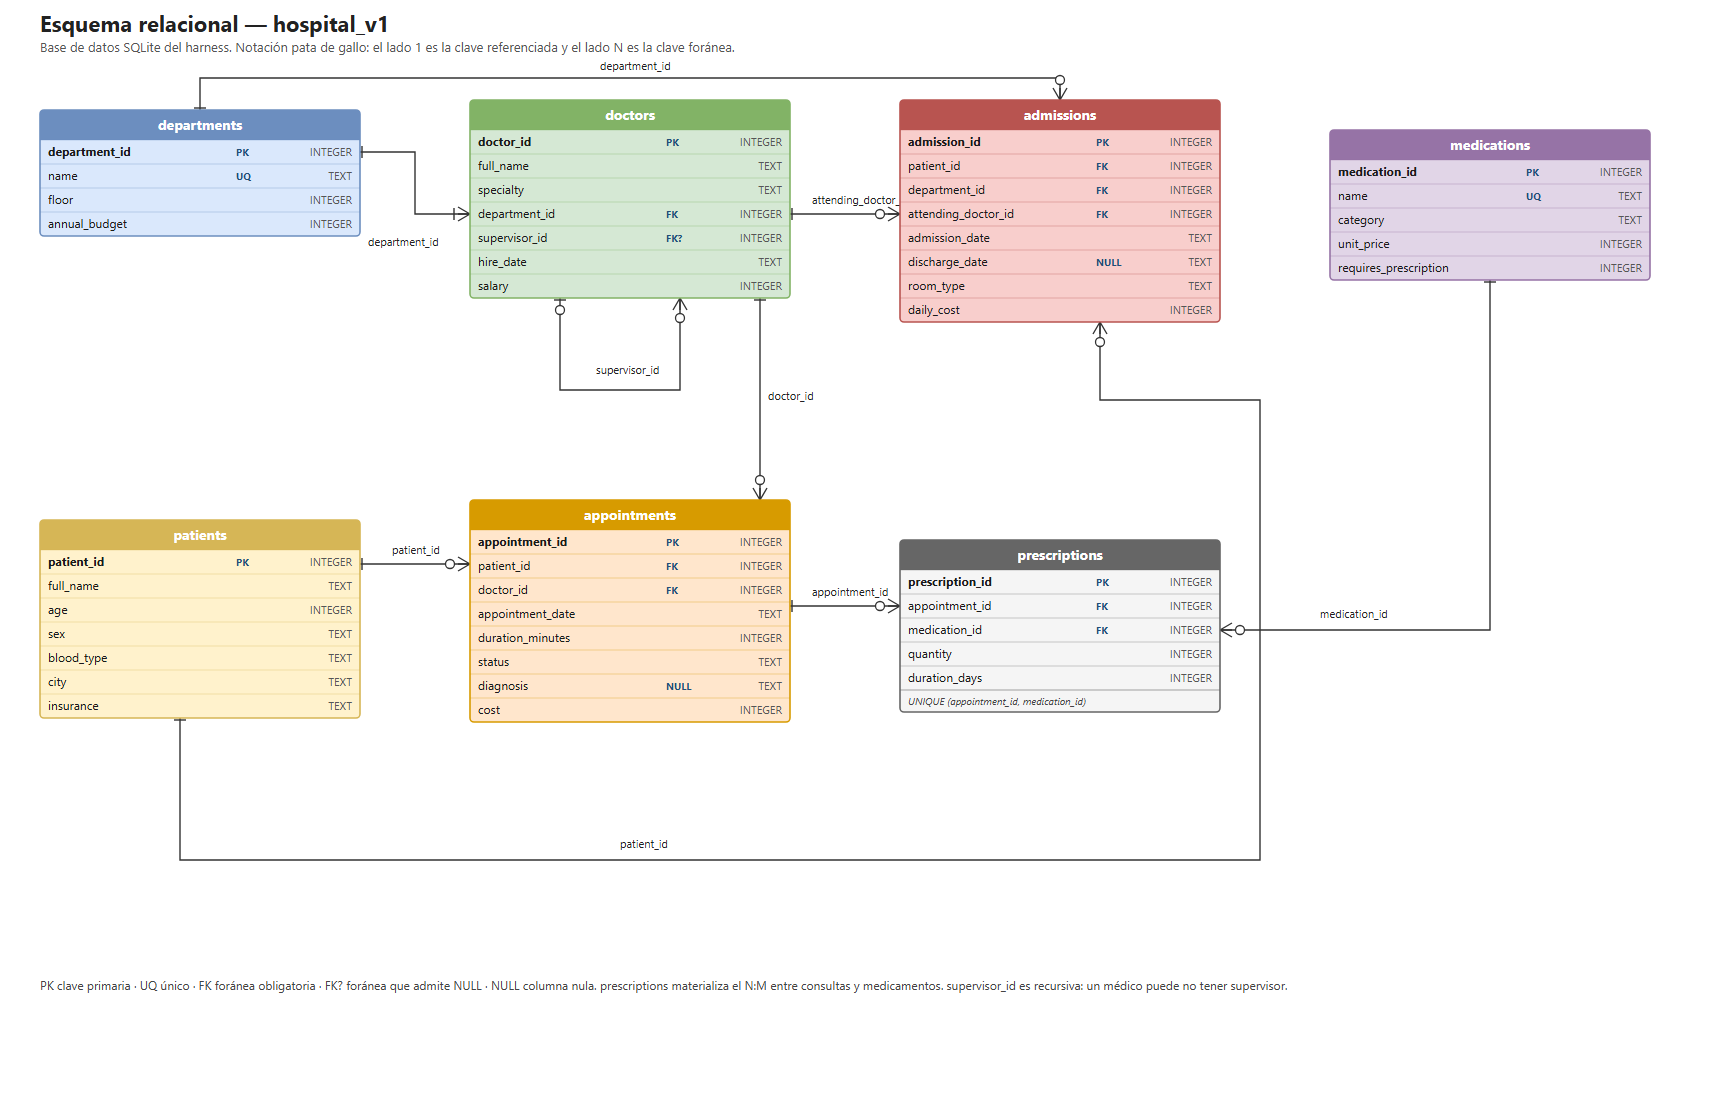 Esquema relacional — hospital_v1
Base de datos SQLite del harness. Notación pata de gallo: el lado 1 es la clave referenciada y el lado N es la clave foránea.
department_id
departments
department_id PK INTEGER
name UQ TEXT
floor INTEGER
annual_budget INTEGER
department_id
doctors
doctor_id PK INTEGER
full_name TEXT
specialty TEXT
department_id FK INTEGER
supervisor_id FK? INTEGER
hire_date TEXT
salary INTEGER
supervisor_id
doctor_id
attending_doctor_
admissions
admission_id PK INTEGER
patient_id FK INTEGER
department_id FK INTEGER
attending_doctor_id FK INTEGER
admission_date TEXT
discharge_date NULL TEXT
room_type TEXT
daily_cost INTEGER
medications
medication_id PK INTEGER
name UQ TEXT
category TEXT
unit_price INTEGER
requires_prescription INTEGER
patients
patient_id PK INTEGER
full_name TEXT
age INTEGER
sex TEXT
blood_type TEXT
city TEXT
insurance TEXT
patient_id
appointments
appointment_id PK INTEGER
patient_id FK INTEGER
doctor_id FK INTEGER
appointment_date TEXT
duration_minutes INTEGER
status TEXT
diagnosis NULL TEXT
cost INTEGER
appointment_id
prescriptions
prescription_id PK INTEGER
appointment_id FK INTEGER
medication_id FK INTEGER
quantity INTEGER
duration_days INTEGER
UNIQUE (appointment_id, medication_id)
medication_id
patient_id
PK clave primaria · UQ único · FK foránea obligatoria · FK? foránea que admite NULL · NULL columna nula. prescriptions materializa el N:M entre consultas y medicamentos. supervisor_id es recursiva: un médico puede no tener supervisor.